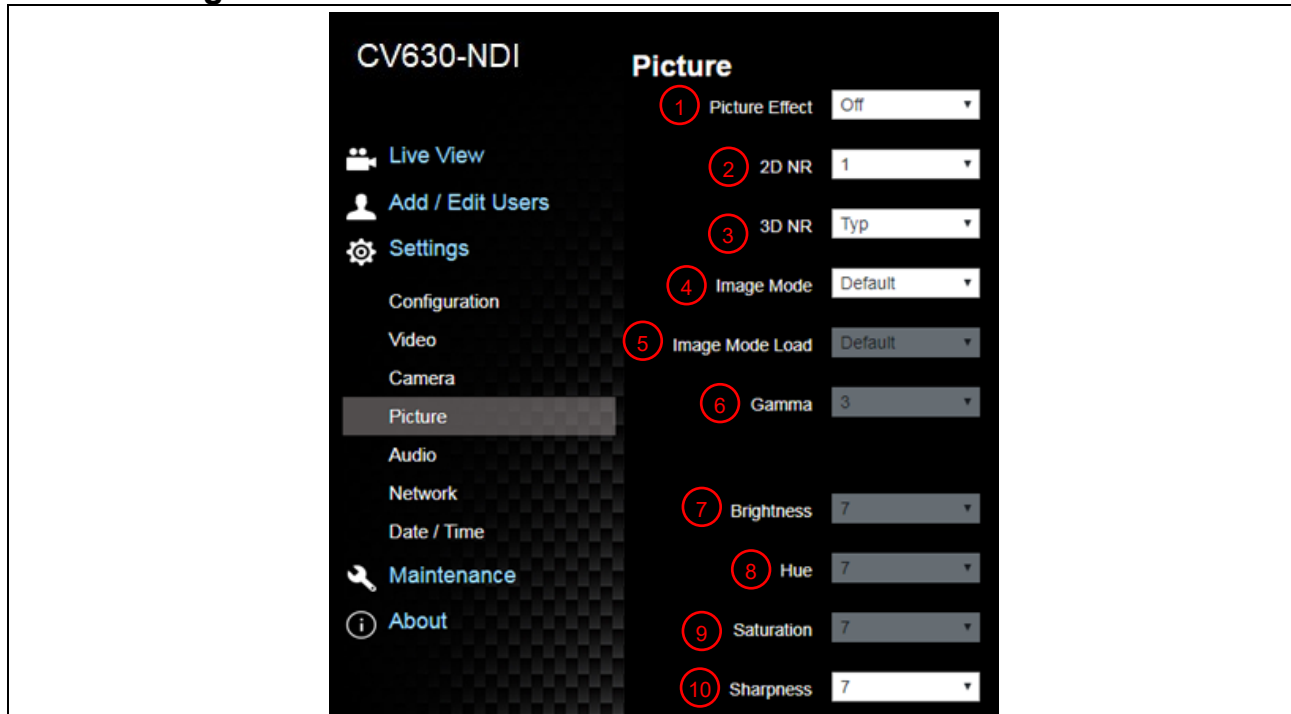 CV630-NDI
Live View
Add / Edit Users
Settings
Configuration
Video
Camera
Picture
Audio
Network
Date / Time
Maintenance
About
Picture
1 Picture Effect Off
2 2D NR 1
3 3D NR Typ
4 Image Mode Default
5 Image Mode Load Default
6 Gamma 3
7 Brightness 7
8 Hue 7
9 Saturation 7
10 Sharpness 7